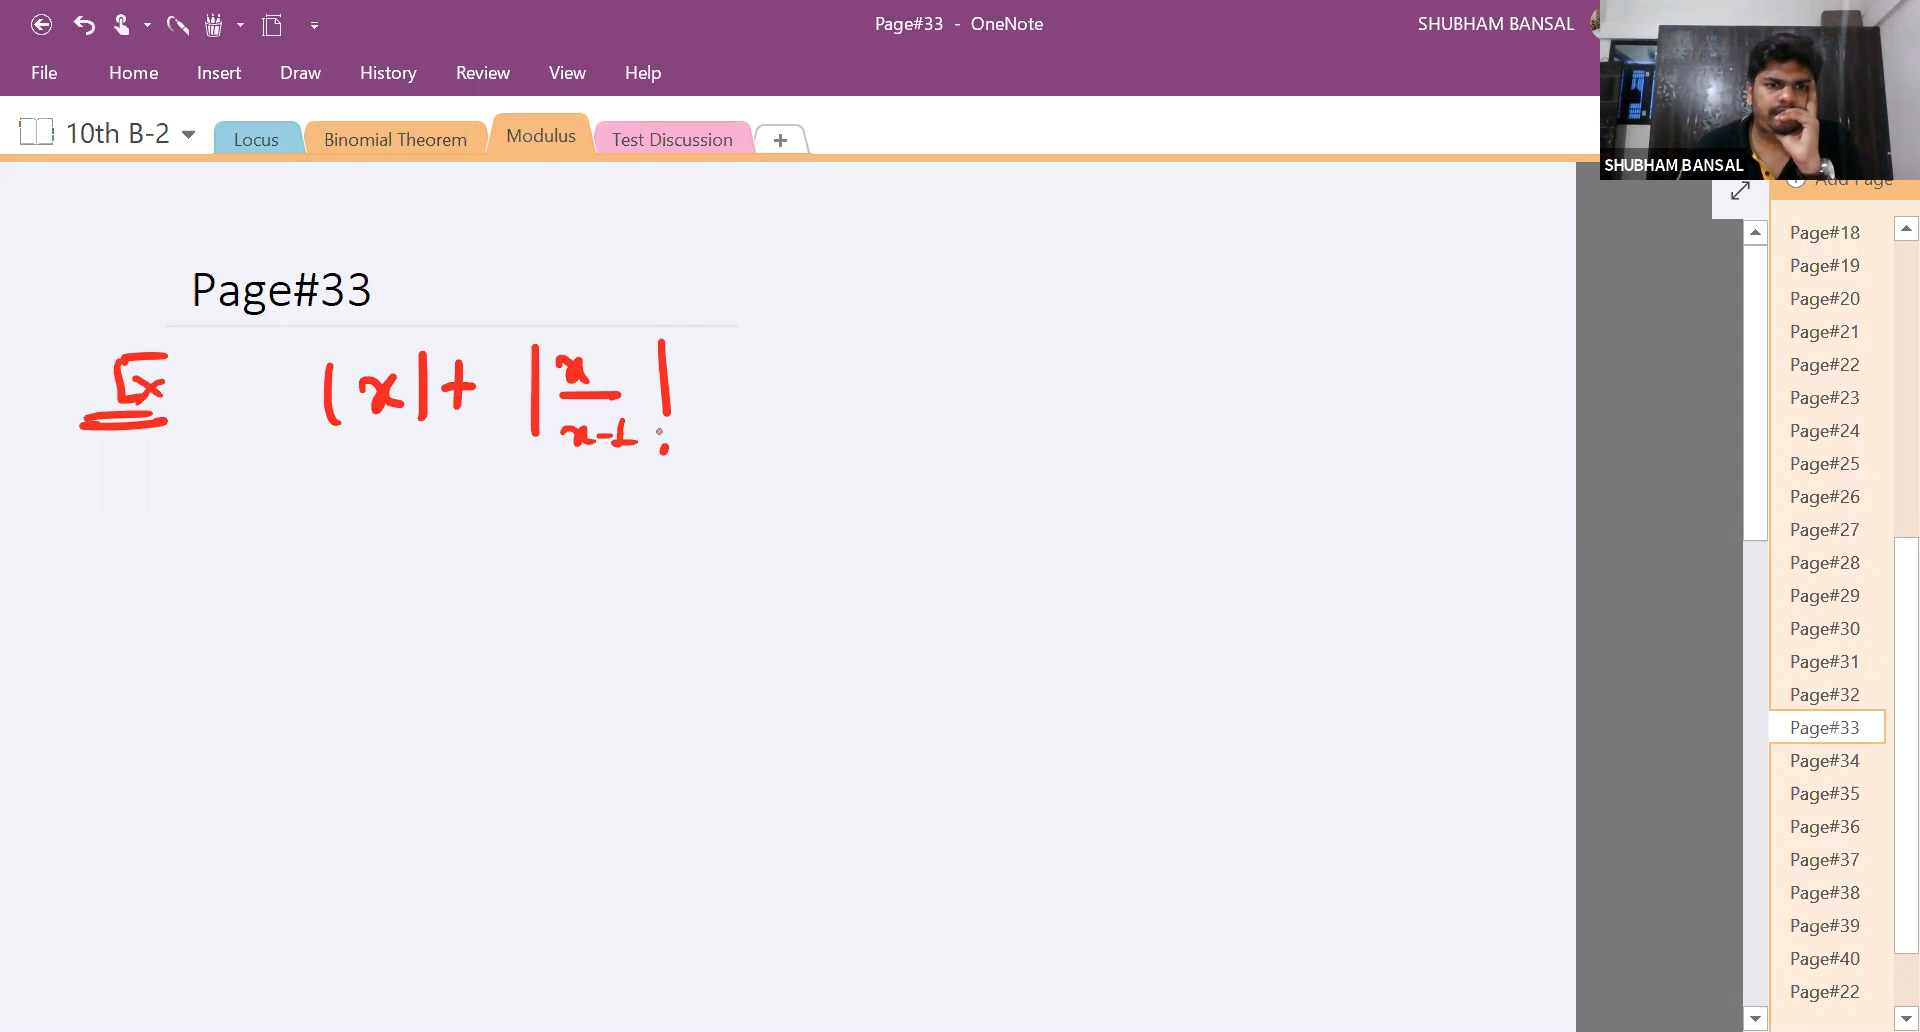 Page#33 - OneNote
SHUBHAM BANSAL
File Home Insert Draw History Review View Help
10th B-2
Locus Binomial Theorem Modulus Test Discussion +
SHUBHAM BANSAL
Add Page
Page#33
Ex |x| + |x/(x-1)|
Page#18
Page#19
Page#20
Page#21
Page#22
Page#23
Page#24
Page#25
Page#26
Page#27
Page#28
Page#29
Page#30
Page#31
Page#32
Page#33
Page#34
Page#35
Page#36
Page#37
Page#38
Page#39
Page#40
Page#22